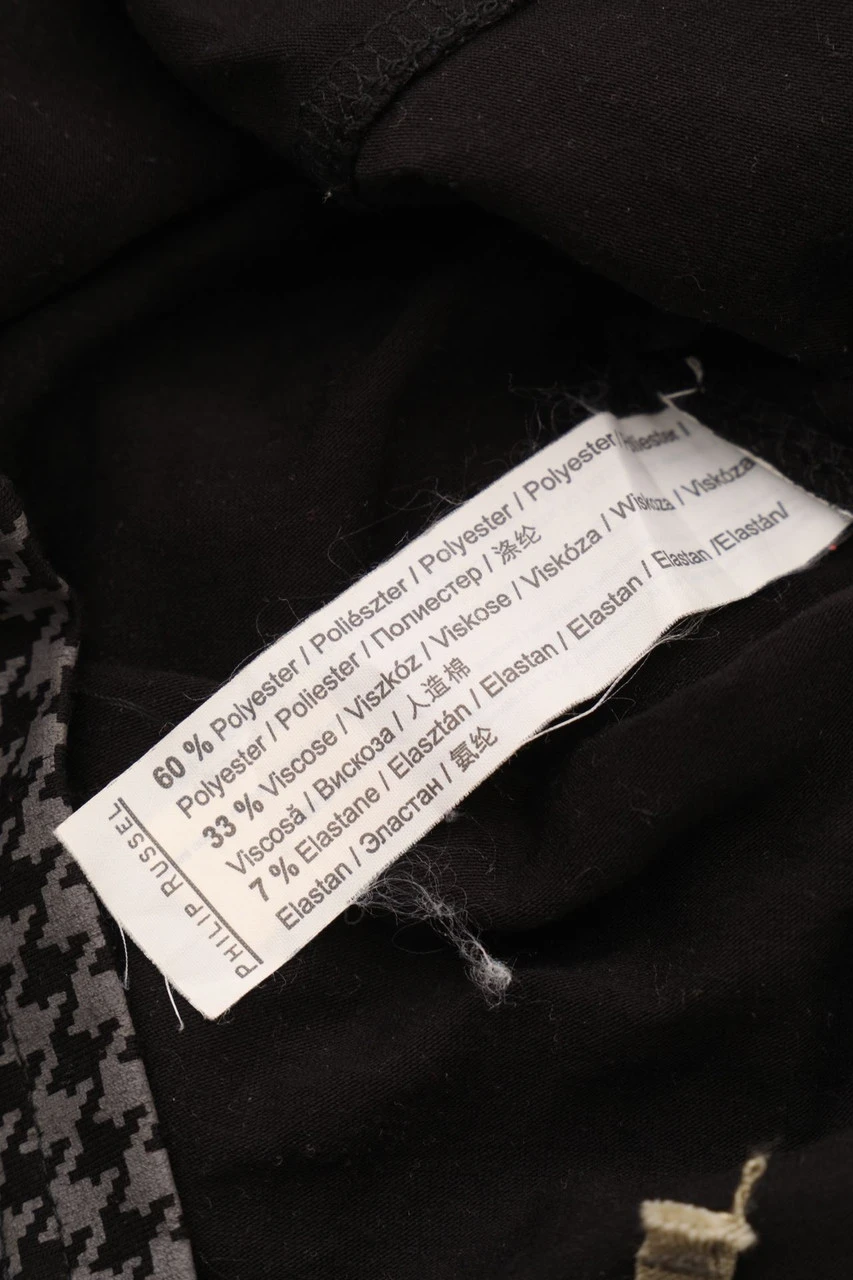 60 % Polyester / Poliészter / Polyester / Polyester / Poliester /
Polyester / Poliester / Полиестер / 涤纶
33 % Viscose / Viszkóz / Viskose / Viskóza / Wiskoza / Viskóza
Viscosă / Вискоза / 人造棉
7 % Elastane / Elasztán / Elastan / Elastan / Elastan /Elastán/
Elastan / Эластан / 氨纶
PHILIP RUSSEL